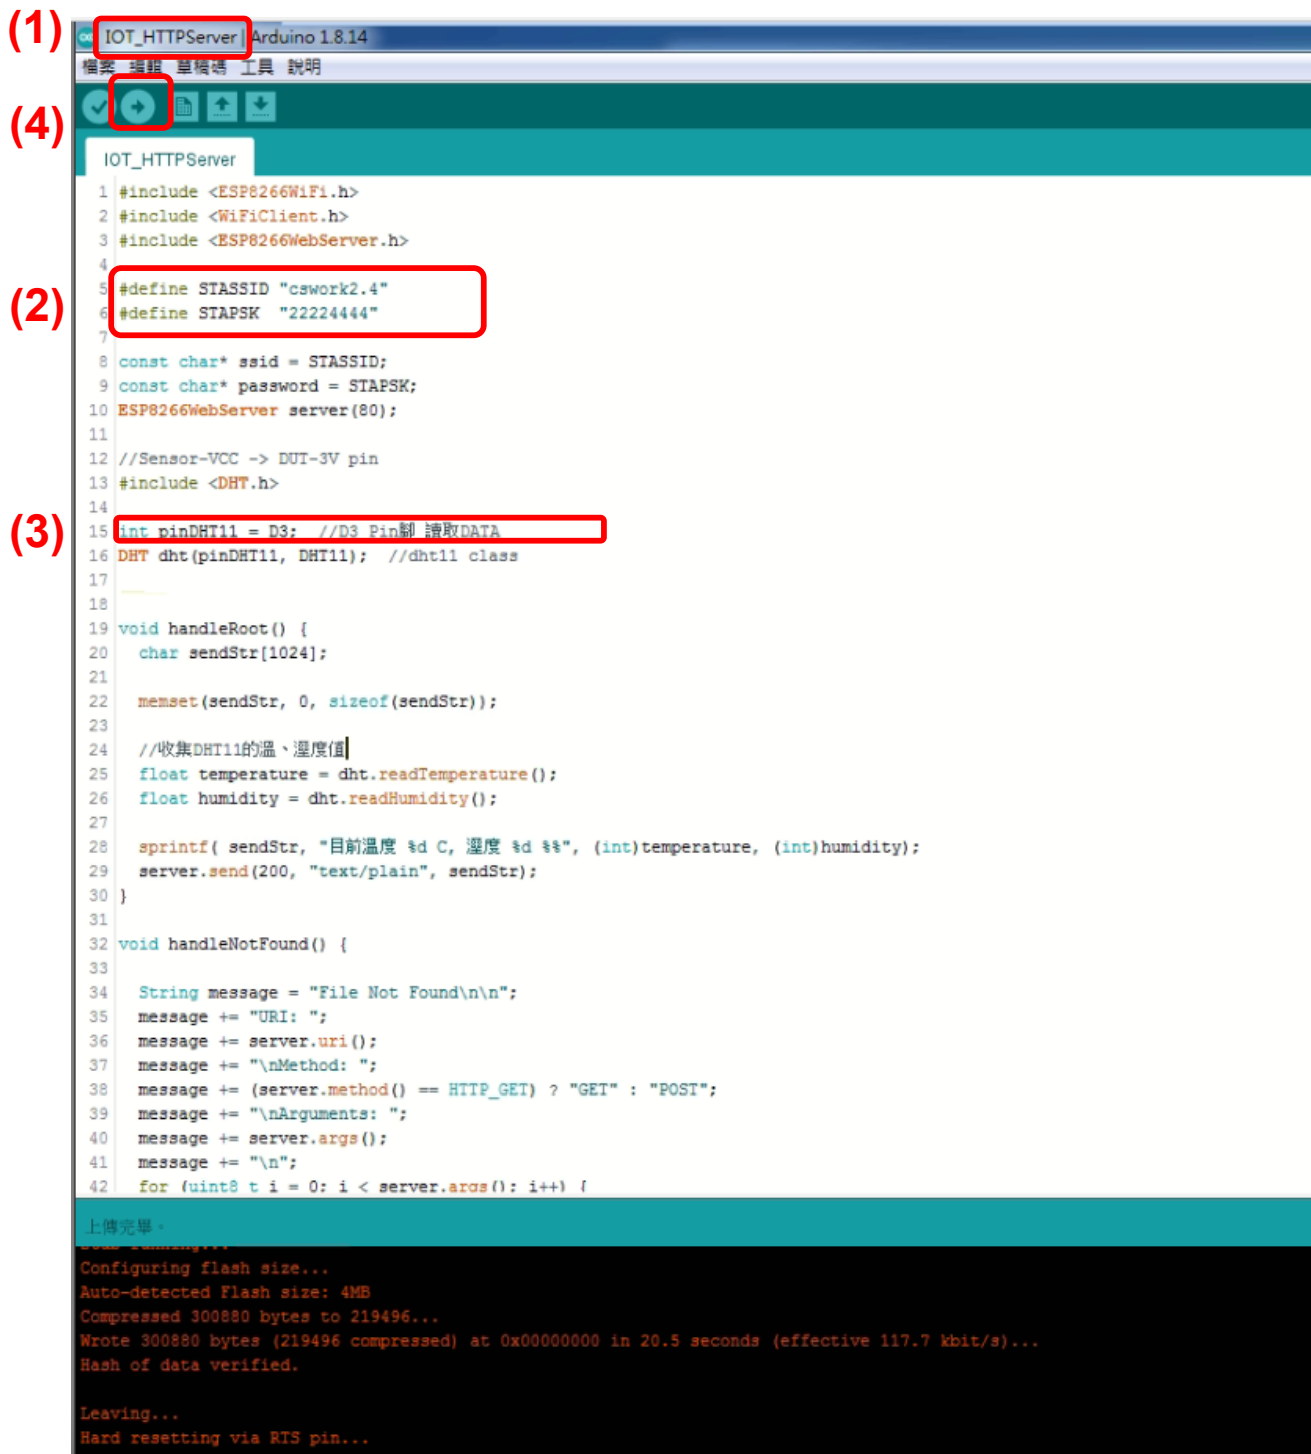 (1)
IOT_HTTPServer | Arduino 1.8.14
檔案 編輯 草稿碼 工具 說明
(4)
IOT_HTTPServer
1 #include <ESP8266WiFi.h>
2 #include <WiFiClient.h>
3 #include <ESP8266WebServer.h>
4
(2)
5 #define STASSID "cswork2.4"
6 #define STAPSK  "22224444"
7
8 const char* ssid = STASSID;
9 const char* password = STAPSK;
10 ESP8266WebServer server(80);
11
12 //Sensor-VCC -> DUT-3V pin
13 #include <DHT.h>
14
(3)
15 int pinDHT11 = D3;  //D3 Pin腳 讀取DATA
16 DHT dht(pinDHT11, DHT11);  //dht11 class
17
18
19 void handleRoot() {
20   char sendStr[1024];
21
22   memset(sendStr, 0, sizeof(sendStr));
23
24   //收集DHT11的溫、溼度值
25   float temperature = dht.readTemperature();
26   float humidity = dht.readHumidity();
27
28   sprintf( sendStr, "目前溫度 %d C, 溼度 %d %%", (int)temperature, (int)humidity);
29   server.send(200, "text/plain", sendStr);
30 }
31
32 void handleNotFound() {
33
34   String message = "File Not Found\n\n";
35   message += "URI: ";
36   message += server.uri();
37   message += "\nMethod: ";
38   message += (server.method() == HTTP_GET) ? "GET" : "POST";
39   message += "\nArguments: ";
40   message += server.args();
41   message += "\n";
42   for (uint8_t i = 0; i < server.args(); i++) {
上傳完畢。
running...
Configuring flash size...
Auto-detected Flash size: 4MB
Compressed 300880 bytes to 219496...
Wrote 300880 bytes (219496 compressed) at 0x00000000 in 20.5 seconds (effective 117.7 kbit/s)...
Hash of data verified.
Leaving...
Hard resetting via RTS pin...